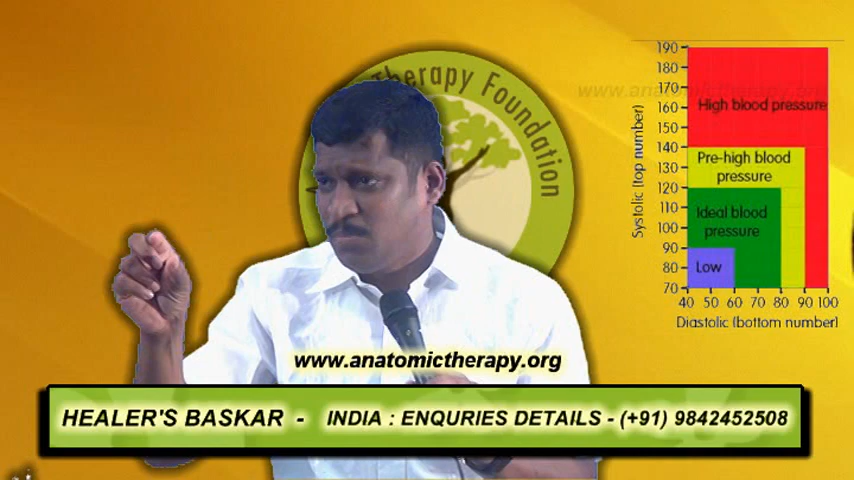 Therapy Foundation
www.anatomictherapy.org
190
180
170
160
150
140
130
120
110
100
90
80
70
Systolic (top number)
High blood pressure
Pre-high blood
pressure
Ideal blood
pressure
Low
40 50 60 70 80 90 100
Diastolic (bottom number)
www.anatomictherapy.org
HEALER'S BASKAR - INDIA : ENQURIES DETAILS - (+91) 9842452508